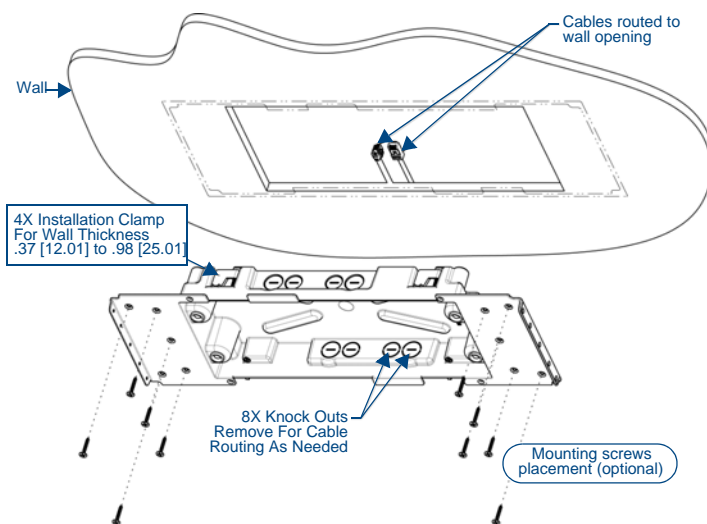 Cables routed to
wall opening
Wall
4X Installation Clamp
For Wall Thickness
.37 [12.01] to .98 [25.01]
8X Knock Outs
Remove For Cable
Routing As Needed
Mounting screws
placement (optional)